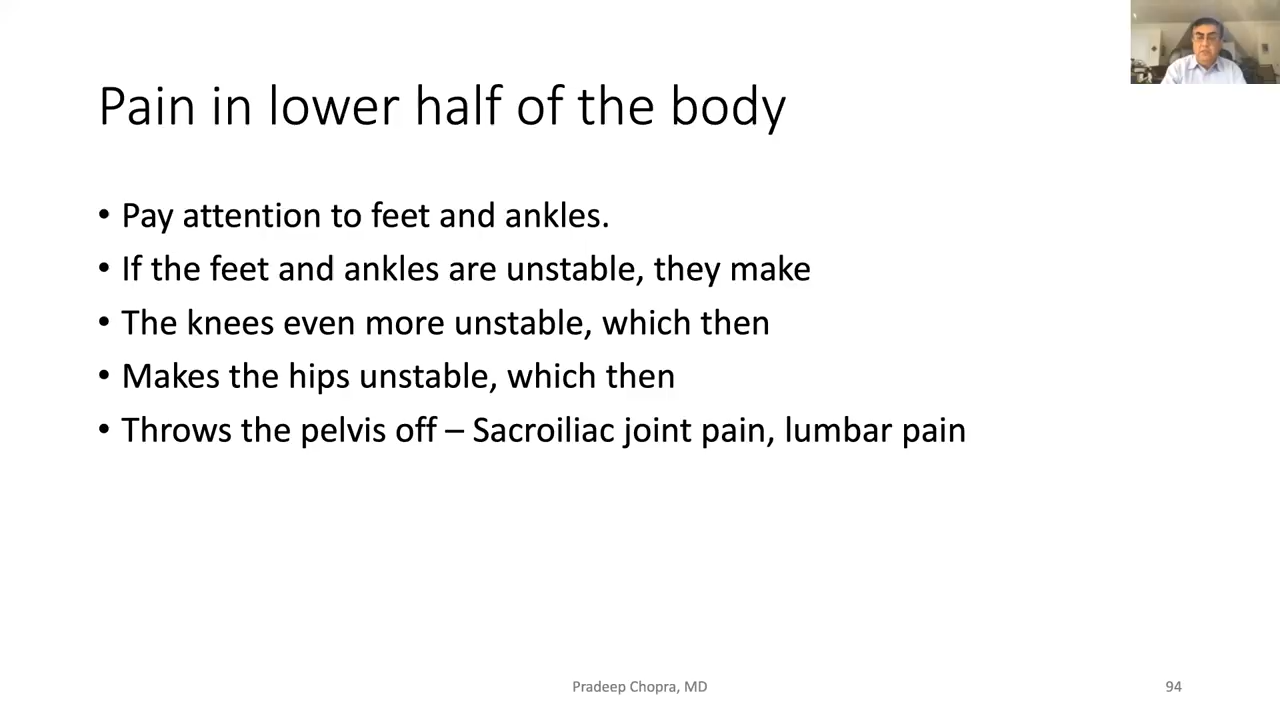 Pain in lower half of the body
• Pay attention to feet and ankles.
• If the feet and ankles are unstable, they make
• The knees even more unstable, which then
• Makes the hips unstable, which then
• Throws the pelvis off – Sacroiliac joint pain, lumbar pain
Pradeep Chopra, MD
94